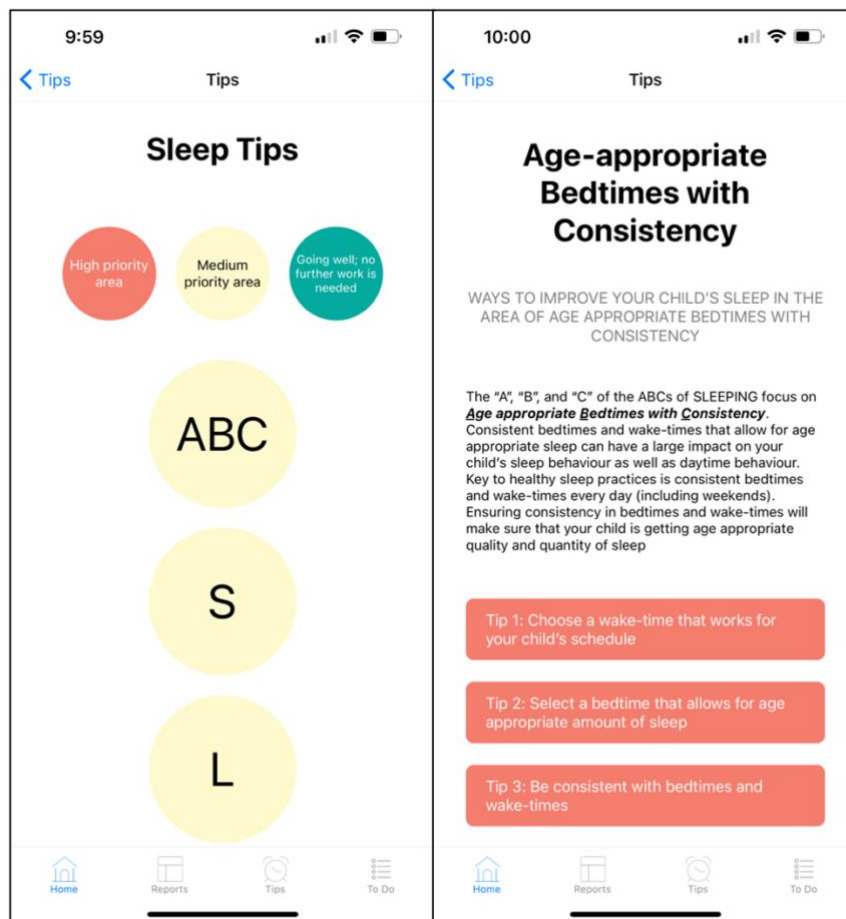 9:59
Tips
Tips
Sleep Tips
High priority
area
Medium
priority area
Going well; no
further work is
needed
ABC
S
L
Home
Reports
Tips
To Do
10:00
Tips
Tips
Age-appropriate
Bedtimes with
Consistency
WAYS TO IMPROVE YOUR CHILD'S SLEEP IN THE
AREA OF AGE APPROPRIATE BEDTIMES WITH
CONSISTENCY
The “A”, “B”, and “C” of the ABCs of SLEEPING focus on
Age appropriate Bedtimes with Consistency.
Consistent bedtimes and wake-times that allow for age
appropriate sleep can have a large impact on your
child's sleep behaviour as well as daytime behaviour.
Key to healthy sleep practices is consistent bedtimes
and wake-times every day (including weekends).
Ensuring consistency in bedtimes and wake-times will
make sure that your child is getting age appropriate
quality and quantity of sleep
Tip 1: Choose a wake-time that works for
your child's schedule
Tip 2: Select a bedtime that allows for age
appropriate amount of sleep
Tip 3: Be consistent with bedtimes and
wake-times
Home
Reports
Tips
To Do